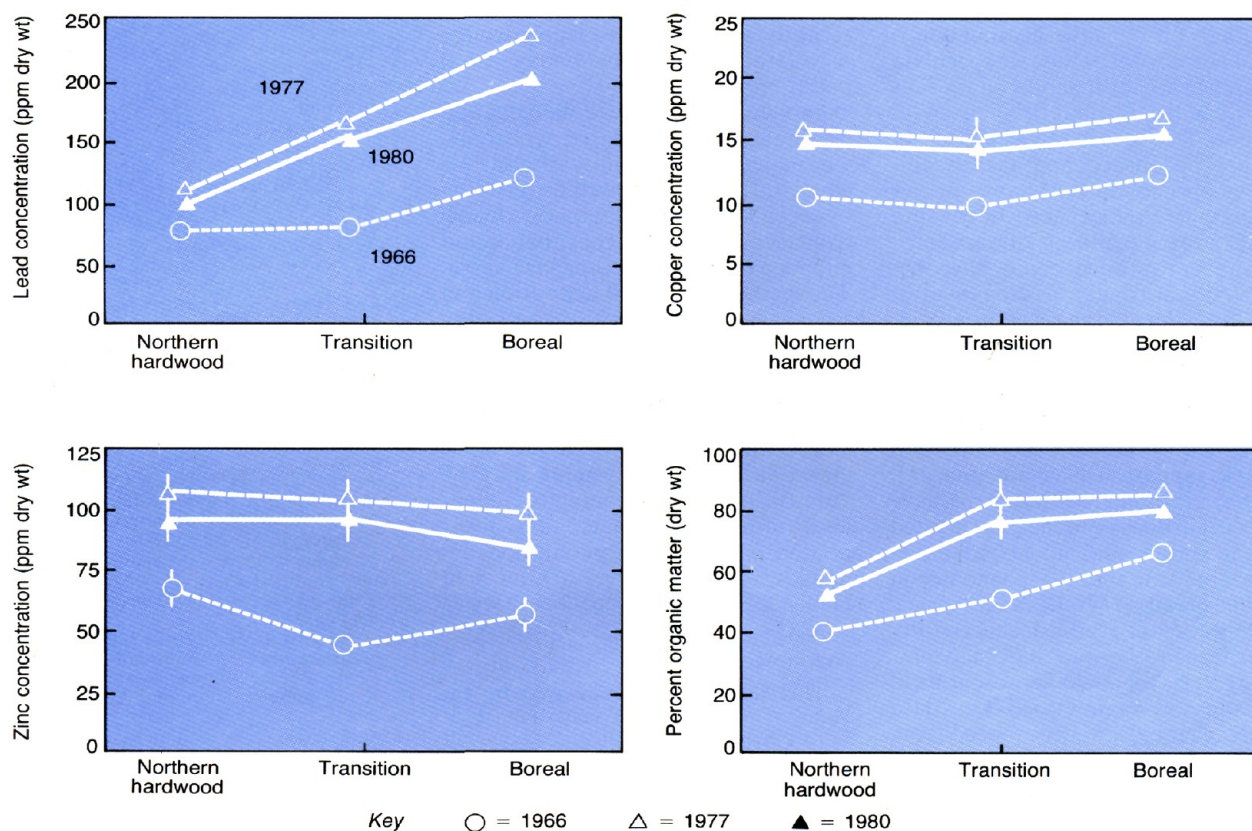 Lead concentration (ppm dry wt)
250
200
150
100
50
0
1977
1980
1966
Northern
hardwood
Transition
Boreal
Copper concentration (ppm dry wt)
25
20
15
10
5
0
Northern
hardwood
Transition
Boreal
Zinc concentration (ppm dry wt)
125
100
75
50
25
0
Northern
hardwood
Transition
Boreal
Percent organic matter (dry wt)
100
80
60
40
20
0
Northern
hardwood
Transition
Boreal
Key ○ = 1966 △ = 1977 ▲ = 1980